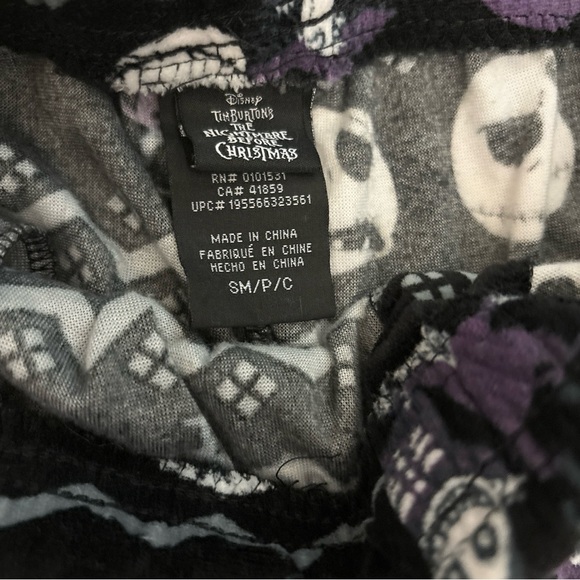 Disney
TIM BURTON'S
THE
NIGHTMARE
BEFORE
CHRISTMAS
RN# 0101531
CA# 41859
UPC# 195566323561
MADE IN CHINA
FABRIQUÉ EN CHINE
HECHO EN CHINA
SM/P/C